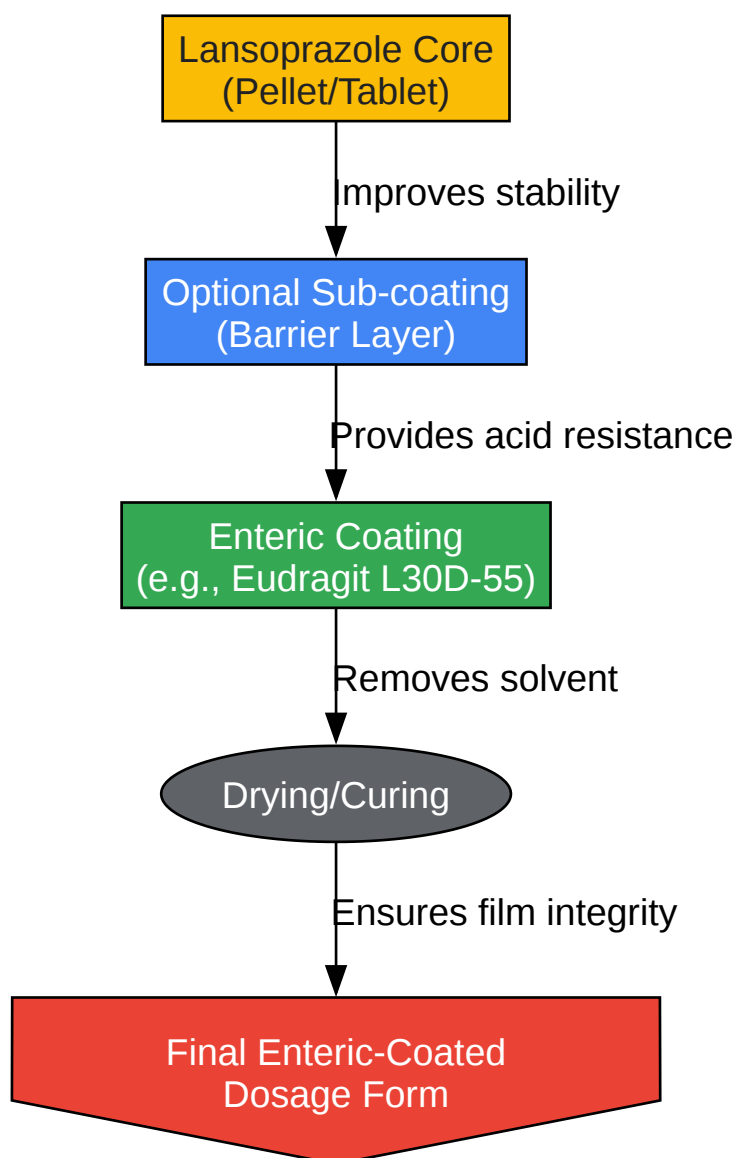 Lansoprazole Core
(Pellet/Tablet)
Improves stability
Optional Sub-coating
(Barrier Layer)
Provides acid resistance
Enteric Coating
(e.g., Eudragit L30D-55)
Removes solvent
Drying/Curing
Ensures film integrity
Final Enteric-Coated
Dosage Form